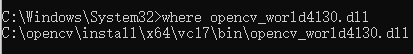 C:\Windows\System32>where opencv_world4130.dll
C:\opencv\install\x64\vc17\bin\opencv_world4130.dll